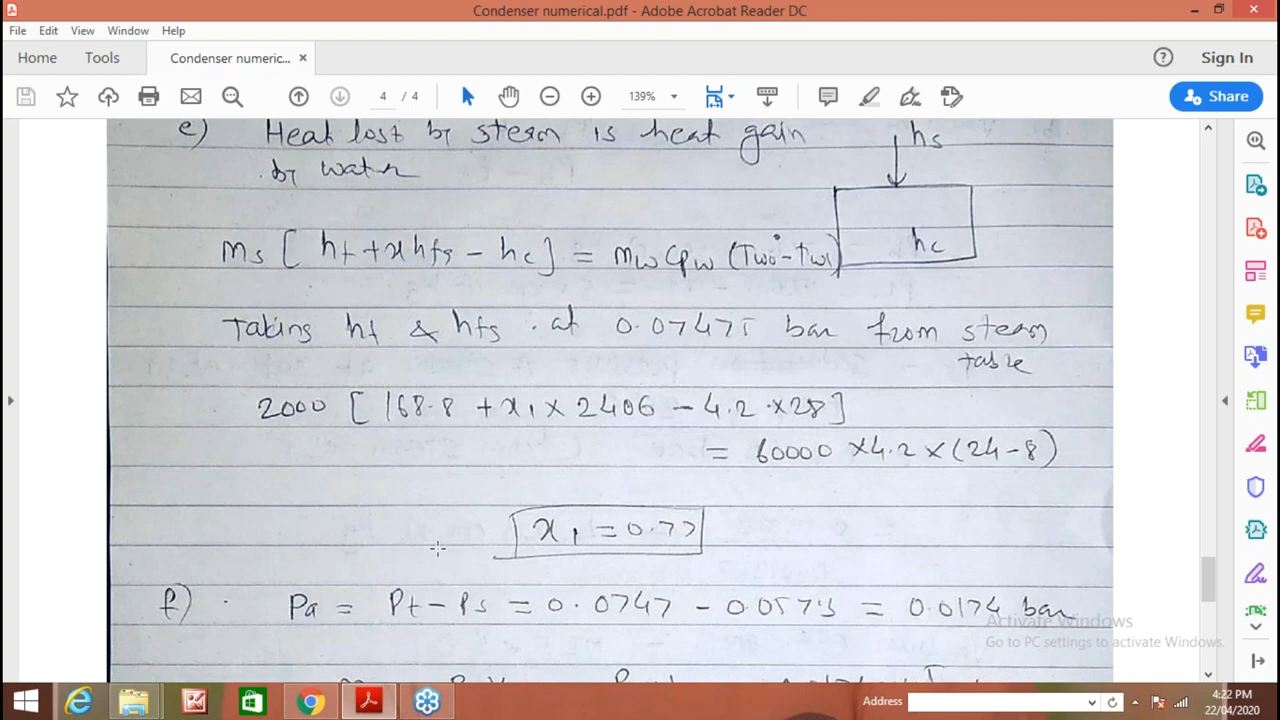 Condenser numerical.pdf - Adobe Acrobat Reader DC
File Edit View Window Help
Home Tools Condenser numeric... × ? Sign In
4 / 4 139% Share
e) Heat lost by steam is heat gain
by water
hs
ms [ hf + x hfg - hc ] = mw Cpw (Two - Twi)
hc
Taking hf & hfg at 0.07475 bar from steam
table
2000 [ 168.8 + x1 × 2406 - 4.2 × 28 ]
= 60000 × 4.2 × (24 - 8)
x1 = 0.77
f) Pa = Pt - Ps = 0.0747 - 0.0573 = 0.0174 bar
Activate Windows
Go to PC settings to activate Windows.
Address
4:22 PM
22/04/2020